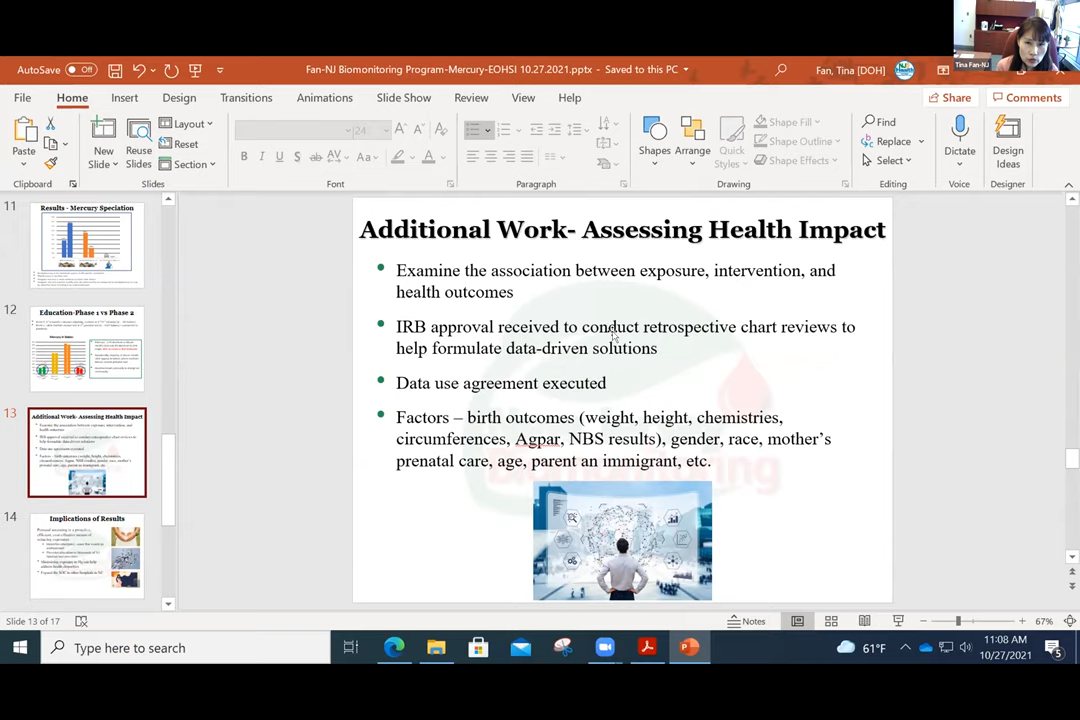 Tina Fan-NJ
AutoSave Off
Fan-NJ Biomonitoring Program-Mercury-EOHSI 10.27.2021.pptx - Saved to this PC
Fan, Tina [DOH]
File Home Insert Design Transitions Animations Slide Show Review View Help
Share Comments
Paste
New Slide
Reuse Slides
Layout
Reset
Section
24
Shapes
Arrange
Quick Styles
Shape Fill
Shape Outline
Shape Effects
Find
Replace
Select
Dictate
Design Ideas
Clipboard Slides Font Paragraph Drawing Editing Voice Designer
11
Results - Mercury Speciation
12
Education-Phase 1 vs Phase 2
13
Additional Work- Assessing Health Impact
14
Implications of Results
Additional Work- Assessing Health Impact
Examine the association between exposure, intervention, and
health outcomes
IRB approval received to conduct retrospective chart reviews to
help formulate data-driven solutions
Data use agreement executed
Factors – birth outcomes (weight, height, chemistries,
circumferences, Agpar, NBS results), gender, race, mother's
prenatal care, age, parent an immigrant, etc.
Biomonitoring
Slide 13 of 17
Notes
67%
Type here to search
61°F
11:08 AM
10/27/2021
5